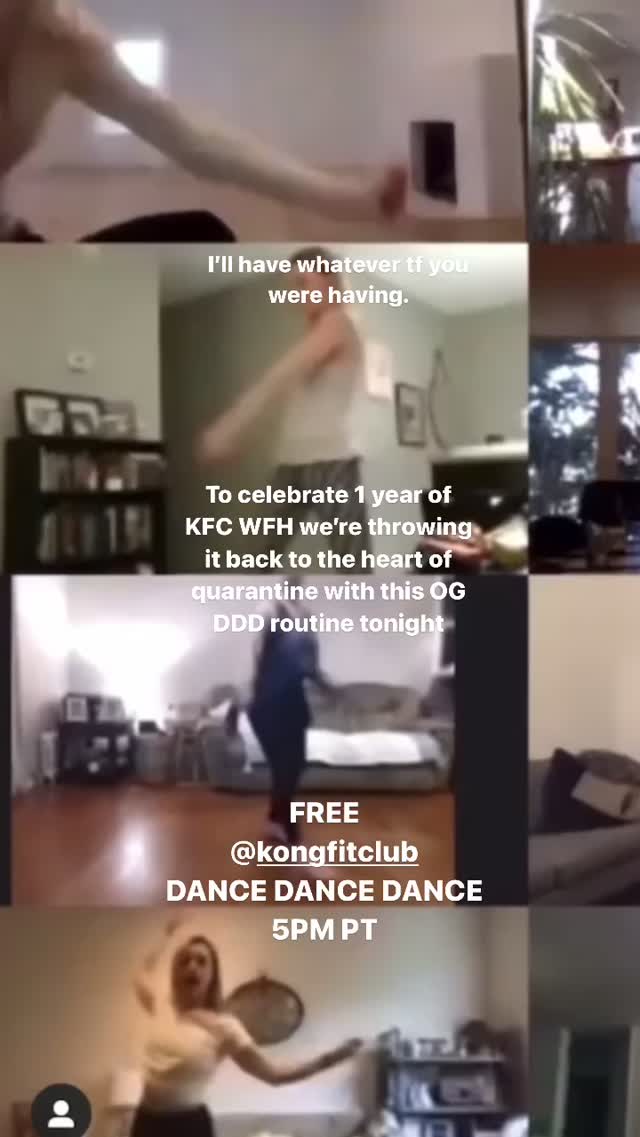 I'll have whatever tf you
were having.
To celebrate 1 year of
KFC WFH we're throwing
it back to the heart of
quarantine with this OG
DDD routine tonight
FREE
@kongfitclub
DANCE DANCE DANCE
5PM PT